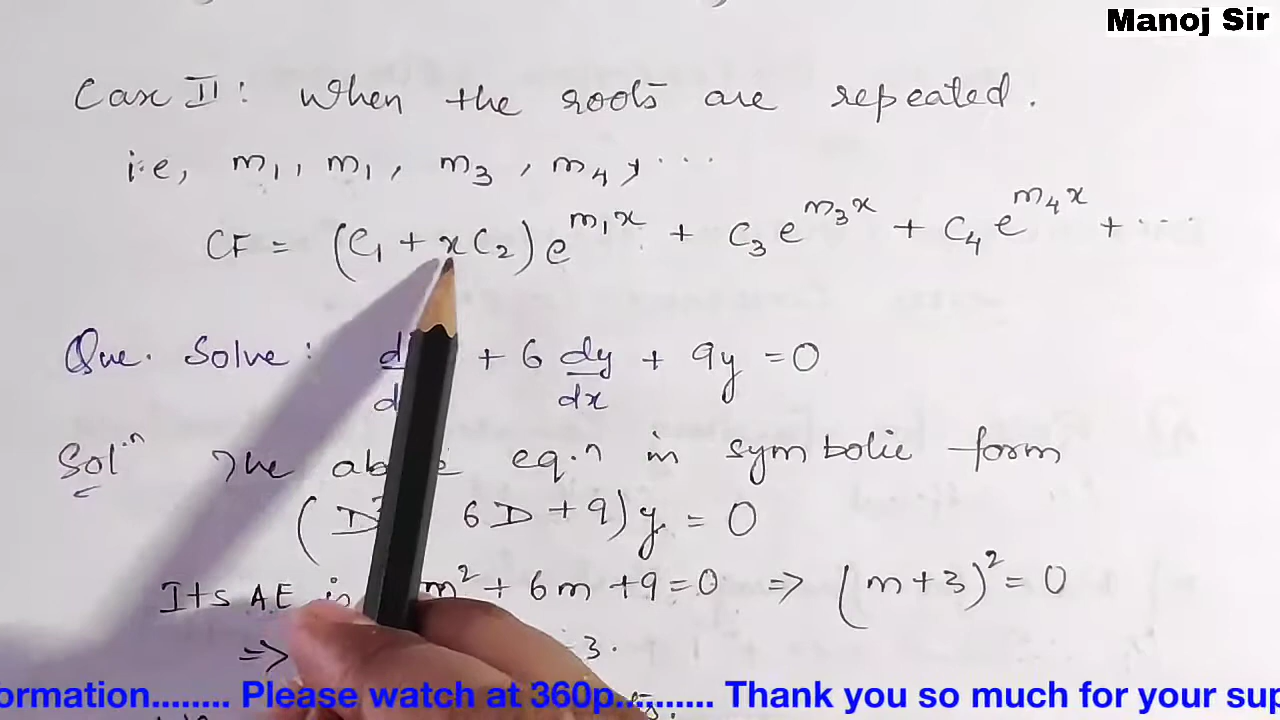 Manoj Sir
Case II: When the roots are repeated.
i.e, m₁, m₁, m₃, m₄, ...
CF = (C₁ + xC₂)e^{m₁x} + C₃e^{m₃x} + C₄e^{m₄x} + ...
Que. Solve: + 6 dy/dx + 9y = 0
Solⁿ The eq.ⁿ in symbolic form
6D + 9)y = 0
Its AE is m² + 6m + 9 = 0 => (m+3)² = 0
=> 3.
........ Please watch at 360p.......... Thank you so much for your